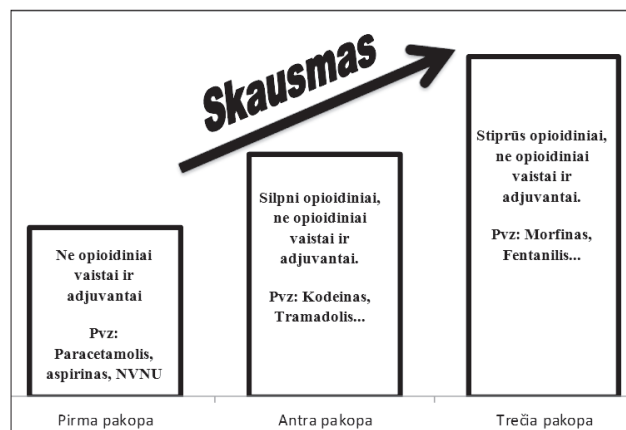 Skausmas
Ne opioidiniai
vaistai ir
adjuvantai
Pvz:
Paracetamolis,
aspirinas, NVNU
Silpni opioidiniai,
ne opioidiniai
vaistai ir
adjuvantai.
Pvz: Kodeinas,
Tramadolis...
Stiprūs opioidiniai,
ne opioidiniai
vaistai ir
adjuvantai.
Pvz: Morfinas,
Fentanilis...
Pirma pakopa
Antra pakopa
Trečia pakopa